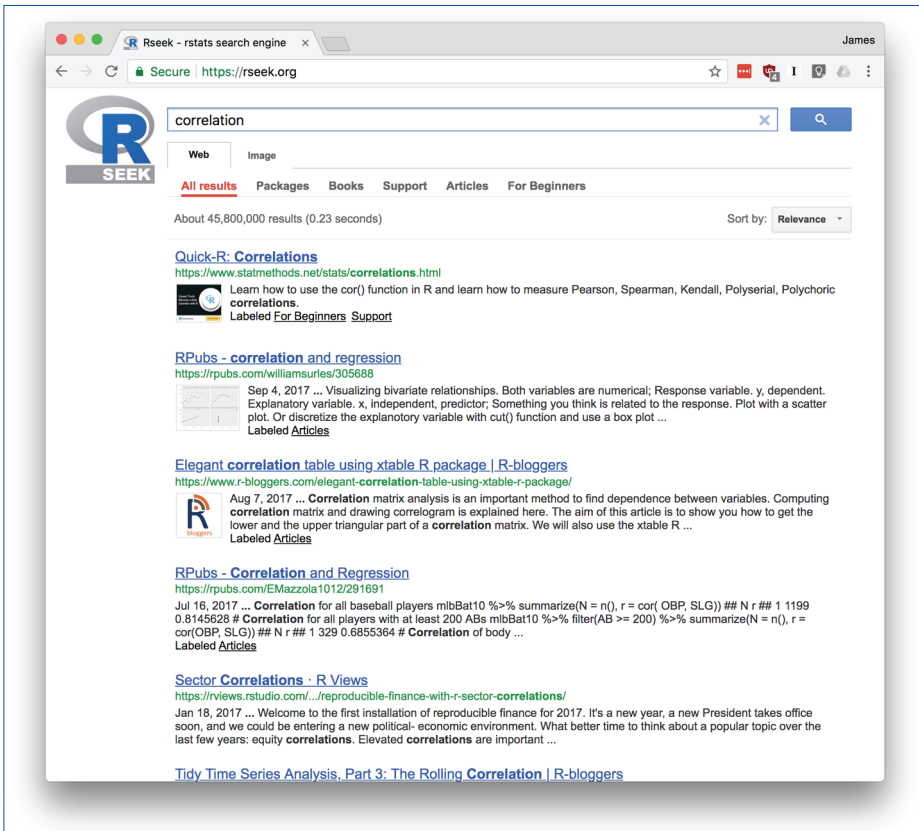 Rseek - rstats search engine ×
James
Secure https://rseek.org
4
I
R
SEEK
correlation
Web Image
All results Packages Books Support Articles For Beginners
About 45,800,000 results (0.23 seconds)
Sort by: Relevance
Quick-R: Correlations
https://www.statmethods.net/stats/correlations.html
Learn how to use the cor() function in R and learn how to measure Pearson, Spearman, Kendall, Polyserial, Polychoric
correlations.
Labeled For Beginners Support
RPubs - correlation and regression
https://rpubs.com/williamsurles/305688
Sep 4, 2017 ... Visualizing bivariate relationships. Both variables are numerical; Response variable. y, dependent.
Explanatory variable. x, independent, predictor; Something you think is related to the response. Plot with a scatter
plot. Or discretize the explanotory variable with cut() function and use a box plot ...
Labeled Articles
Elegant correlation table using xtable R package | R-bloggers
https://www.r-bloggers.com/elegant-correlation-table-using-xtable-r-package/
Aug 7, 2017 ... Correlation matrix analysis is an important method to find dependence between variables. Computing
correlation matrix and drawing correlogram is explained here. The aim of this article is to show you how to get the
lower and the upper triangular part of a correlation matrix. We will also use the xtable R ...
R
bloggers
Labeled Articles
RPubs - Correlation and Regression
https://rpubs.com/EMazzola1012/291691
Jul 16, 2017 ... Correlation for all baseball players mlbBat10 %>% summarize(N = n(), r = cor( OBP, SLG)) ## N r ## 1 1199
0.8145628 # Correlation for all players with at least 200 ABs mlbBat10 %>% filter(AB >= 200) %>% summarize(N = n(), r =
cor(OBP, SLG)) ## N r ## 1 329 0.6855364 # Correlation of body ...
Labeled Articles
Sector Correlations · R Views
https://rviews.rstudio.com/.../reproducible-finance-with-r-sector-correlations/
Jan 18, 2017 ... Welcome to the first installation of reproducible finance for 2017. It's a new year, a new President takes office
soon, and we could be entering a new political- economic environment. What better time to think about a popular topic over the
last few years: equity correlations. Elevated correlations are important ...
Tidy Time Series Analysis, Part 3: The Rolling Correlation | R-bloggers